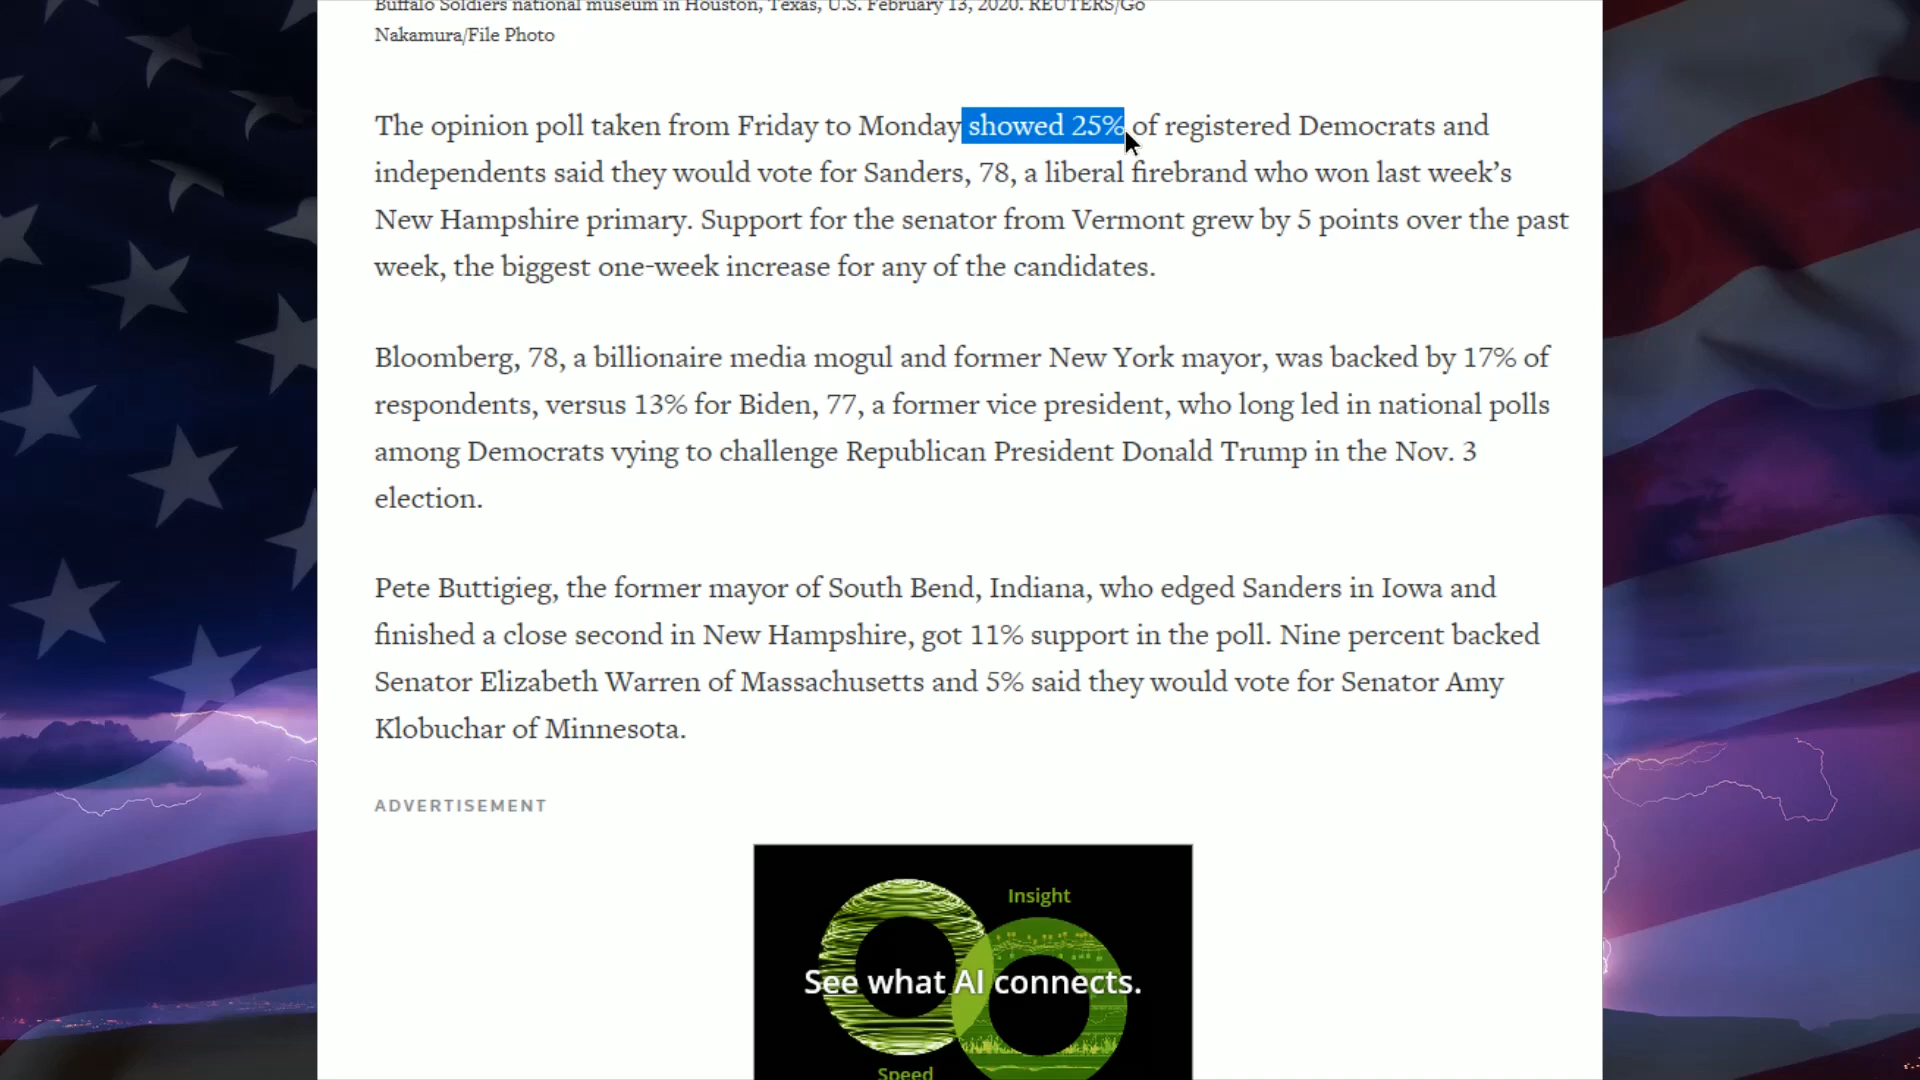 Buffalo Soldiers national museum in Houston, Texas, U.S. February 13, 2020. REUTERS/Go
Nakamura/File Photo
The opinion poll taken from Friday to Monday showed 25% of registered Democrats and
independents said they would vote for Sanders, 78, a liberal firebrand who won last week’s
New Hampshire primary. Support for the senator from Vermont grew by 5 points over the past
week, the biggest one-week increase for any of the candidates.
Bloomberg, 78, a billionaire media mogul and former New York mayor, was backed by 17% of
respondents, versus 13% for Biden, 77, a former vice president, who long led in national polls
among Democrats vying to challenge Republican President Donald Trump in the Nov. 3
election.
Pete Buttigieg, the former mayor of South Bend, Indiana, who edged Sanders in Iowa and
finished a close second in New Hampshire, got 11% support in the poll. Nine percent backed
Senator Elizabeth Warren of Massachusetts and 5% said they would vote for Senator Amy
Klobuchar of Minnesota.
ADVERTISEMENT
Insight
See what AI connects.
Speed